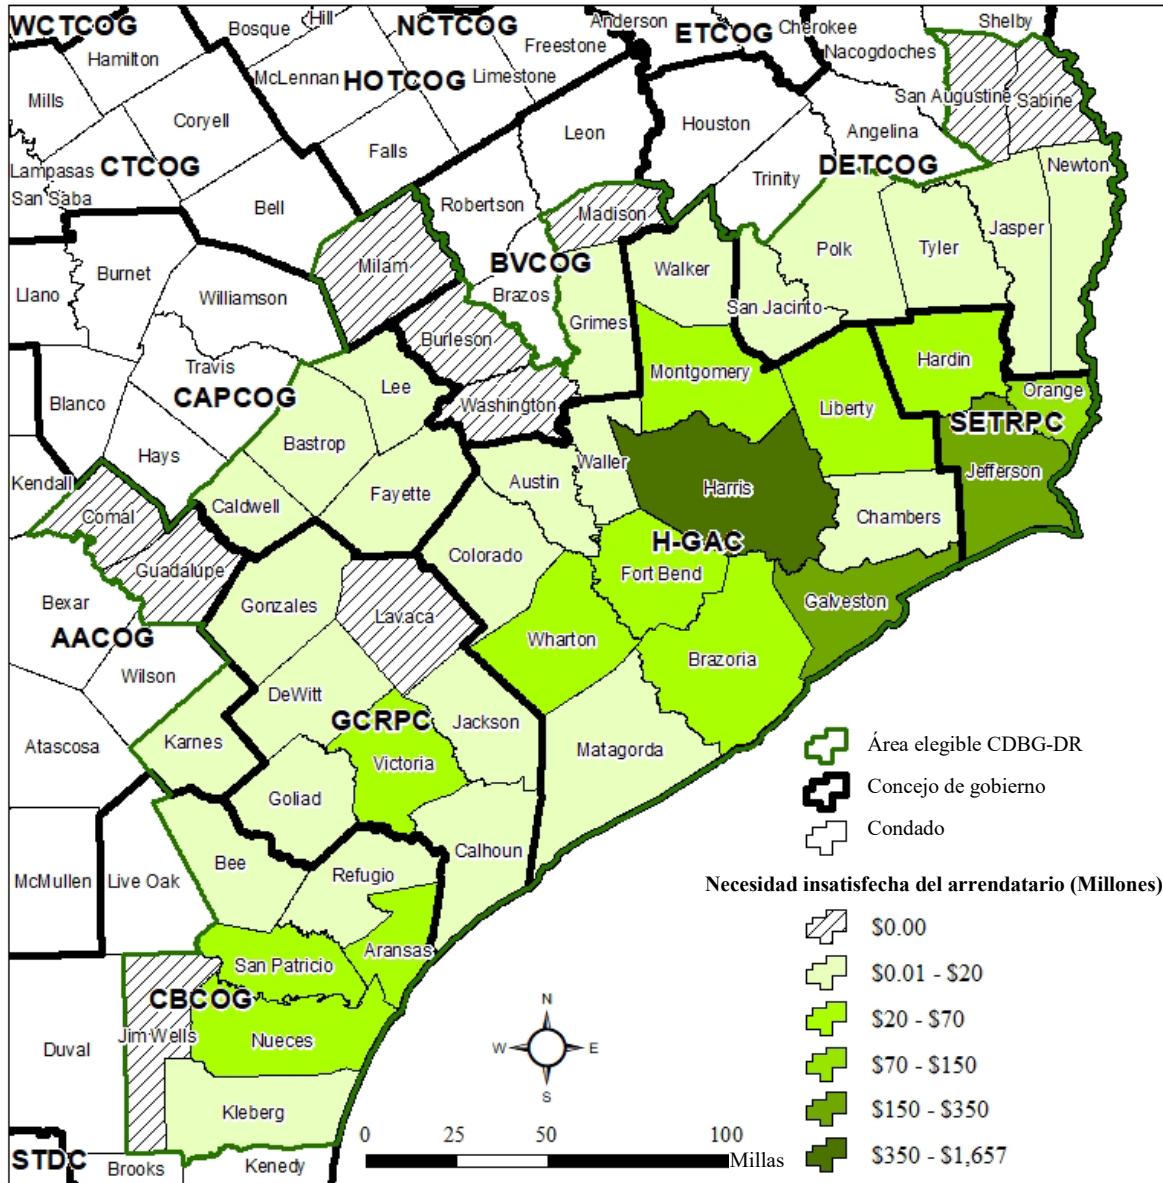 WCTCOG
Bosque
Hill
NCTCOG
Anderson
ETCOG
Cherokee
Shelby
Hamilton
Freestone
Nacogdoches
McLennan
HOTCOG
Limestone
Mills
San Augustine
Sabine
Coryell
Leon
Houston
Angelina
Falls
Lampasas
CTCOG
DETCOG
Newton
San Saba
Trinity
Bell
Robertson
Madison
Jasper
Milam
BVCOG
Walker
Polk
Tyler
Burnet
Llano
Williamson
Brazos
San Jacinto
Grimes
Burleson
Travis
Montgomery
Hardin
Lee
Orange
Blanco
CAPCOG
Washington
Liberty
SETRPC
Bastrop
Hays
Waller
Jefferson
Kendall
Austin
Harris
Caldwell
Fayette
Comal
Chambers
H-GAC
Colorado
Guadalupe
Fort Bend
Bexar
Gonzales
Lavaca
Galveston
AACOG
Wharton
Brazoria
Wilson
DeWitt
GCRPC
Jackson
Atascosa
Karnes
Victoria
Matagorda
Goliad
Calhoun
Bee
McMullen
Live Oak
Refugio
Aransas
San Patricio
CBCOG
Jim Wells
Nueces
Duval
Kleberg
STDC
Brooks
Kenedy
Área elegible CDBG-DR
Concejo de gobierno
Condado
Necesidad insatisfecha del arrendatario (Millones)
$0.00
$0.01 - $20
$20 - $70
$70 - $150
$150 - $350
$350 - $1,657
N
W E
S
0 25 50 100
Millas